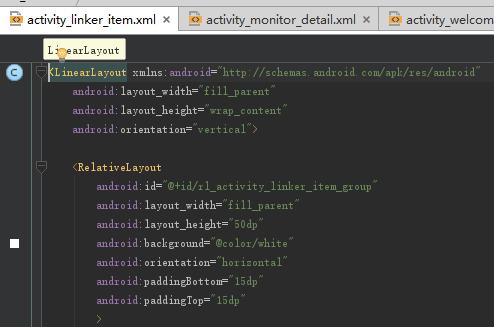 activity_linker_item.xml × activity_monitor_detail.xml × activity_welcom
LinearLayout
C <LinearLayout xmlns:android="http://schemas.android.com/apk/res/android"
android:layout_width="fill_parent"
android:layout_height="wrap_content"
android:orientation="vertical">
<RelativeLayout
android:id="@+id/rl_activity_linker_item_group"
android:layout_width="fill_parent"
android:layout_height="50dp"
android:background="@color/white"
android:orientation="horizontal"
android:paddingBottom="15dp"
android:paddingTop="15dp"
>